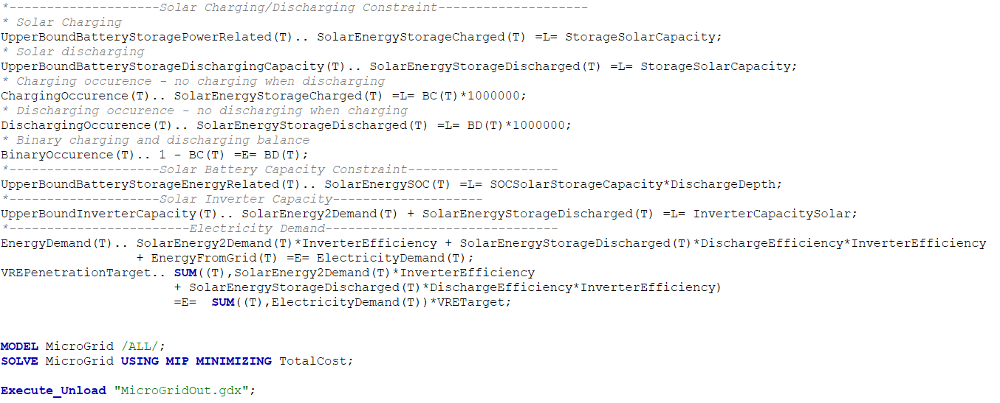 *--------------------Solar Charging/Discharging Constraint--------------------
* Solar Charging
UpperBoundBatteryStoragePowerRelated(T).. SolarEnergyStorageCharged(T) =L= StorageSolarCapacity;
* Solar discharging
UpperBoundBatteryStorageDischargingCapacity(T).. SolarEnergyStorageDischarged(T) =L= StorageSolarCapacity;
* Charging occurence - no charging when discharging
ChargingOccurence(T).. SolarEnergyStorageCharged(T) =L= BC(T)*1000000;
* Discharging occurence - no discharging when charging
DischargingOccurence(T).. SolarEnergyStorageDischarged(T) =L= BD(T)*1000000;
* Binary charging and discharging balance
BinaryOccurence(T).. 1 - BC(T) =E= BD(T);
*--------------------Solar Battery Capacity Constraint--------------------
UpperBoundBatteryStorageEnergyRelated(T).. SolarEnergySOC(T) =L= SOCSolarStorageCapacity*DischargeDepth;
*--------------------Solar Inverter Capacity--------------------
UpperBoundInverterCapacity(T).. SolarEnergy2Demand(T) + SolarEnergyStorageDischarged(T) =L= InverterCapacitySolar;
*------------------------Electricity Demand-------------------------------
EnergyDemand(T).. SolarEnergy2Demand(T)*InverterEfficiency + SolarEnergyStorageDischarged(T)*DischargeEfficiency*InverterEfficiency
+ EnergyFromGrid(T) =E= ElectricityDemand(T);
VREPenetrationTarget.. SUM((T),SolarEnergy2Demand(T)*InverterEfficiency
+ SolarEnergyStorageDischarged(T)*DischargeEfficiency*InverterEfficiency)
=E=  SUM((T),ElectricityDemand(T))*VRETarget;
MODEL MicroGrid /ALL/;
SOLVE MicroGrid USING MIP MINIMIZING TotalCost;
Execute_Unload "MicroGridOut.gdx";